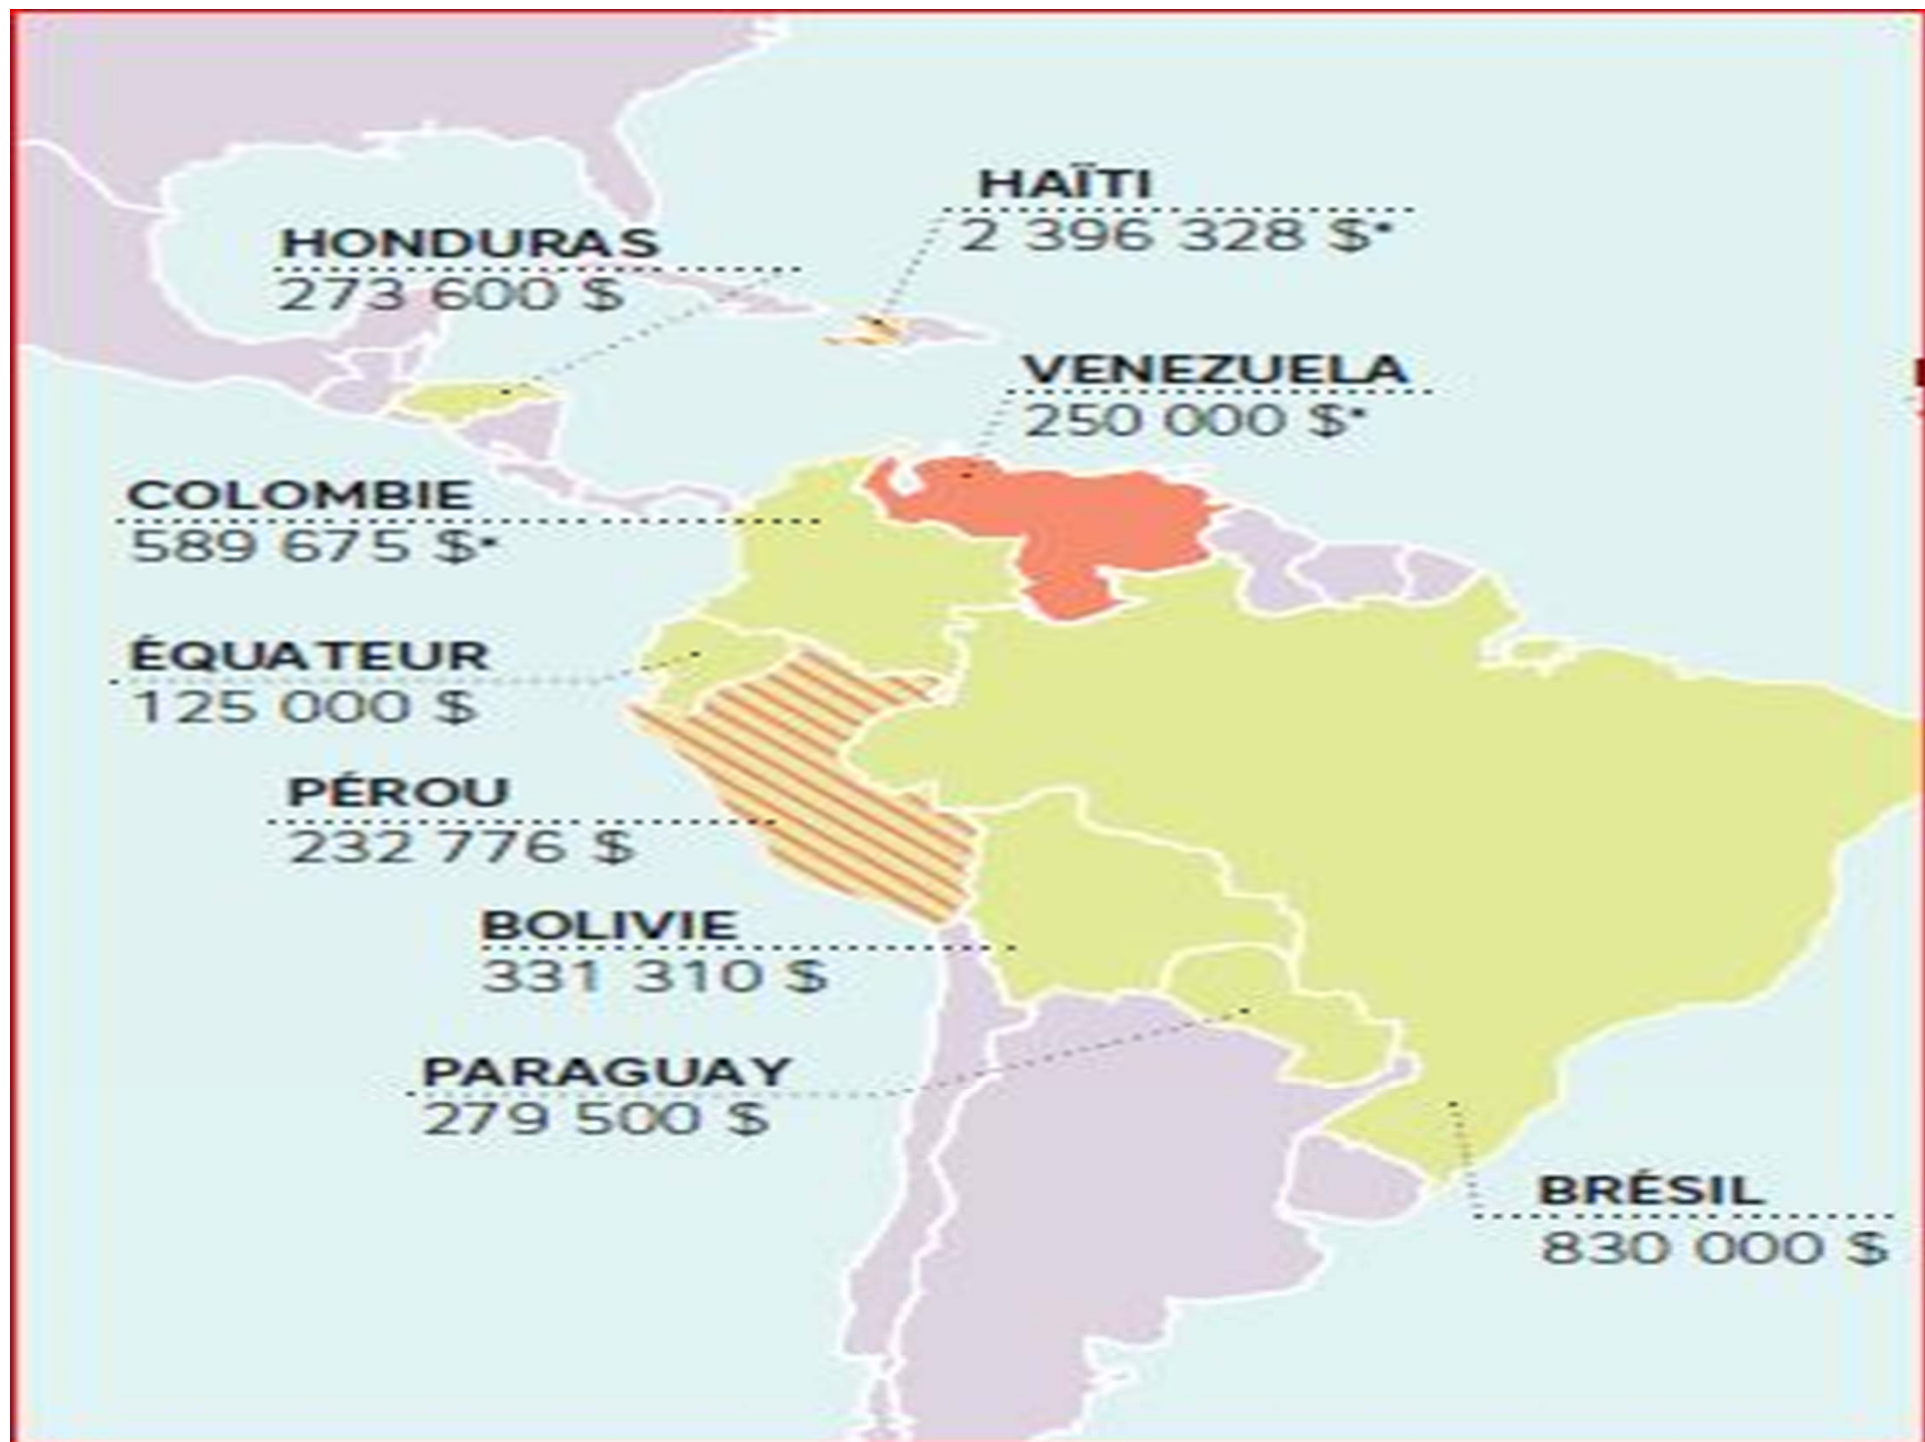 HAÏTI
2 396 328 $*
HONDURAS
273 600 $
VENEZUELA
250 000 $*
COLOMBIE
589 675 $*
ÉQUATEUR
125 000 $
PÉROU
232 776 $
BOLIVIE
331 310 $
PARAGUAY
279 500 $
BRÉSIL
830 000 $